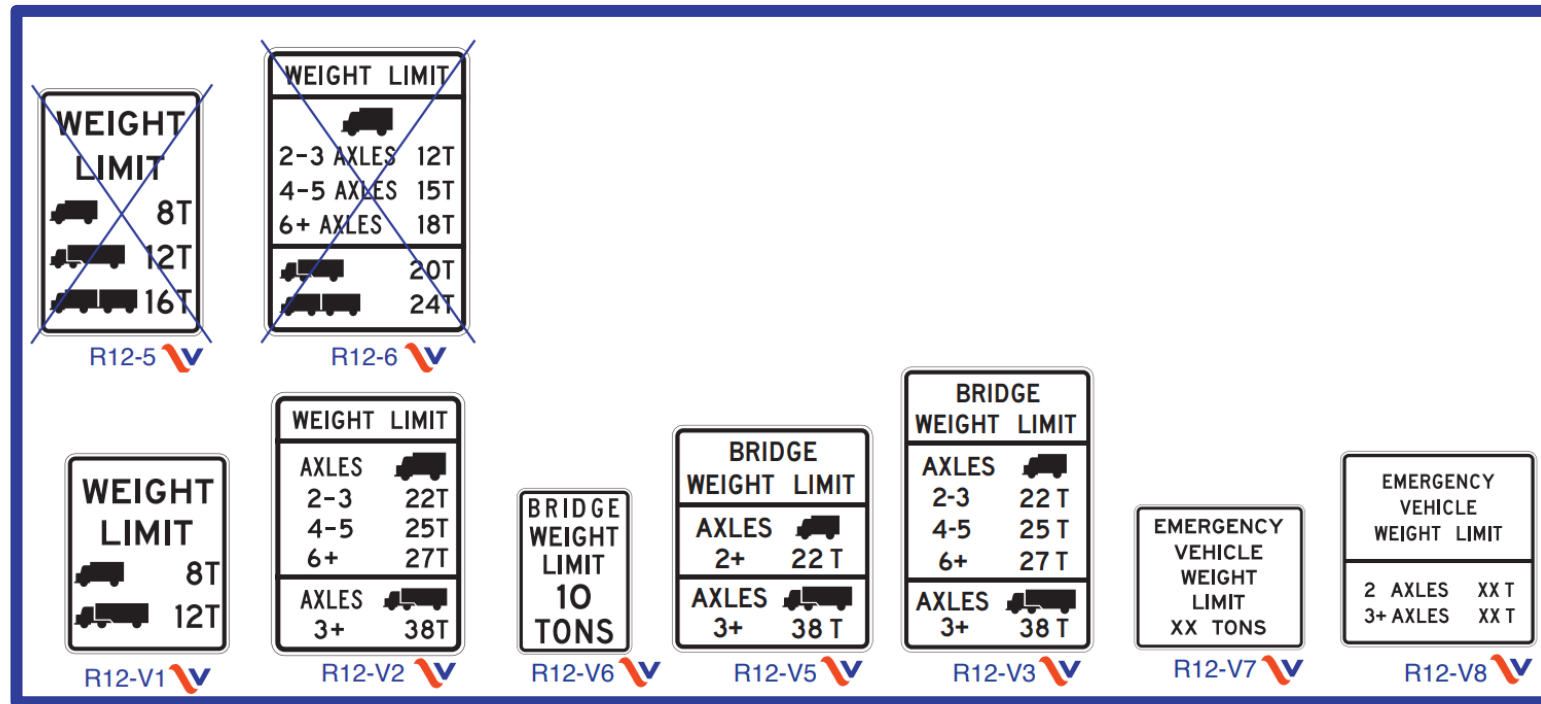 WEIGHT
LIMIT
8T
12T
16T
R12-5
WEIGHT LIMIT
2-3 AXLES 12T
4-5 AXLES 15T
6+ AXLES 18T
20T
24T
R12-6
WEIGHT
LIMIT
8T
12T
R12-V1
WEIGHT LIMIT
AXLES
2-3 22T
4-5 25T
6+ 27T
AXLES
3+ 38T
R12-V2
BRIDGE
WEIGHT
LIMIT
10
TONS
R12-V6
BRIDGE
WEIGHT LIMIT
AXLES
2+ 22 T
AXLES
3+ 38 T
R12-V5
BRIDGE
WEIGHT LIMIT
AXLES
2-3 22 T
4-5 25 T
6+ 27 T
AXLES
3+ 38 T
R12-V3
EMERGENCY
VEHICLE
WEIGHT
LIMIT
XX TONS
R12-V7
EMERGENCY
VEHICLE
WEIGHT LIMIT
2 AXLES XX T
3+ AXLES XX T
R12-V8